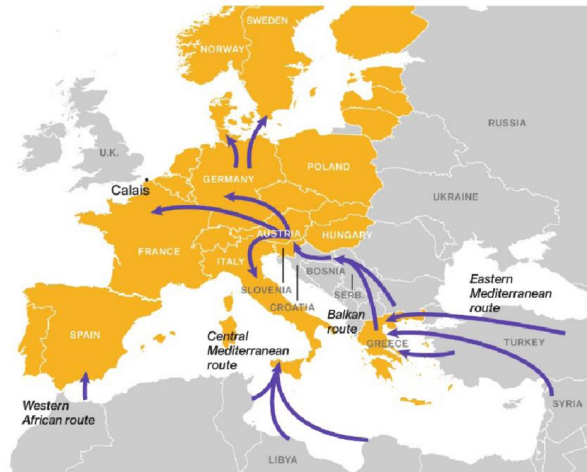 SWEDEN
NORWAY
RUSSIA
U.K.
Calais
GERMANY
POLAND
UKRAINE
FRANCE
AUSTRIA
HUNGARY
ITALY
SLOVENIA
CROATIA
BOSNIA
SERB.
Balkan
route
Eastern
Mediterranean
route
SPAIN
Central
Mediterranean
route
GREECE
TURKEY
Western
African route
SYRIA
LIBYA